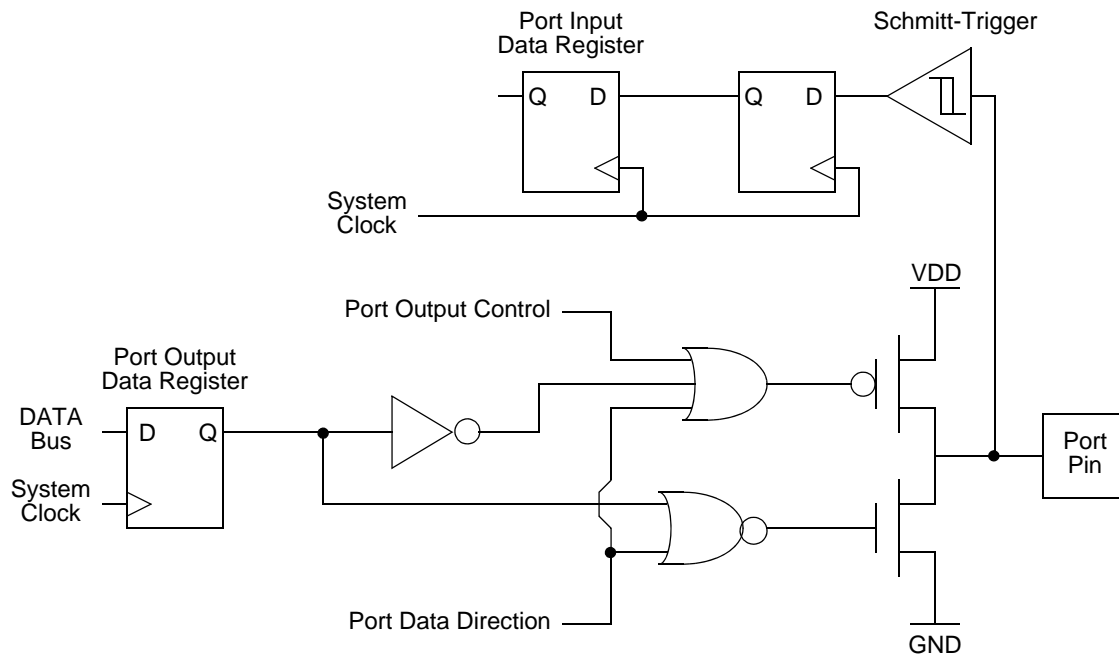 Port Input
Data Register
Schmitt-Trigger
Q D
Q D
System
Clock
VDD
Port Output Control
Port Output
Data Register
DATA
Bus
D Q
System
Clock
Port
Pin
Port Data Direction
GND